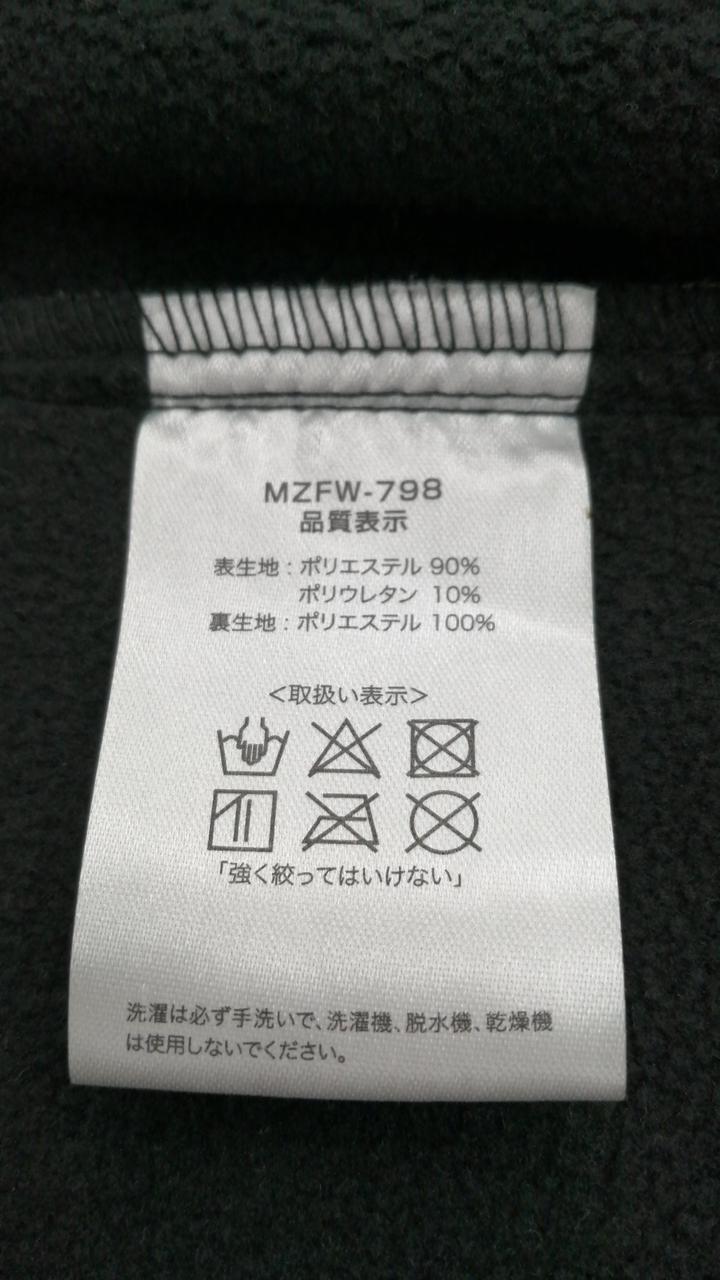 MZFW-798
品質表示
表生地：ポリエステル 90%
ポリウレタン 10%
裏生地：ポリエステル 100%
＜取扱い表示＞
「強く絞ってはいけない」
洗濯は必ず手洗いで、洗濯機、脱水機、乾燥機
は使用しないでください。